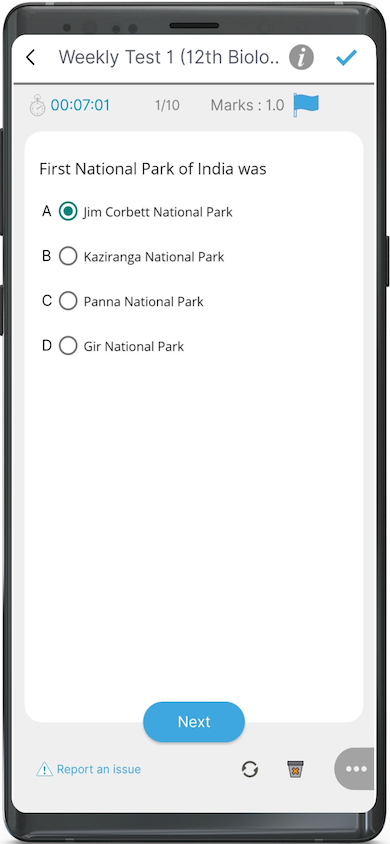 Weekly Test 1 (12th Biolo.. i
00:07:01 1/10 Marks : 1.0
First National Park of India was
A Jim Corbett National Park
B Kaziranga National Park
C Panna National Park
D Gir National Park
Next
Report an issue